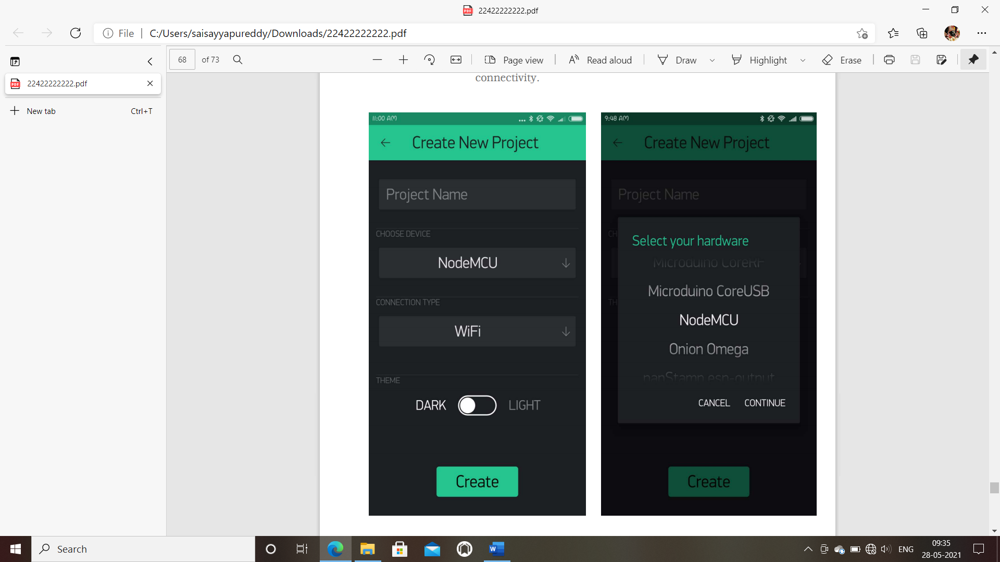 22422222222.pdf
File
C:/Users/saisayyapureddy/Downloads/22422222222.pdf
68 of 73
Page view
Read aloud
Draw
Highlight
Erase
22422222222.pdf
New tab Ctrl+T
connectivity.
11:00 AM
Create New Project
Project Name
CHOOSE DEVICE
NodeMCU
CONNECTION TYPE
WiFi
THEME
DARK LIGHT
Create
9:48 AM
Create New Project
Project Name
CH
Select your hardware
Microduino CoreRF
Microduino CoreUSB
TH
NodeMCU
Onion Omega
panStamp esp-output
CANCEL CONTINUE
Create
Search
ENG
09:35
28-05-2021